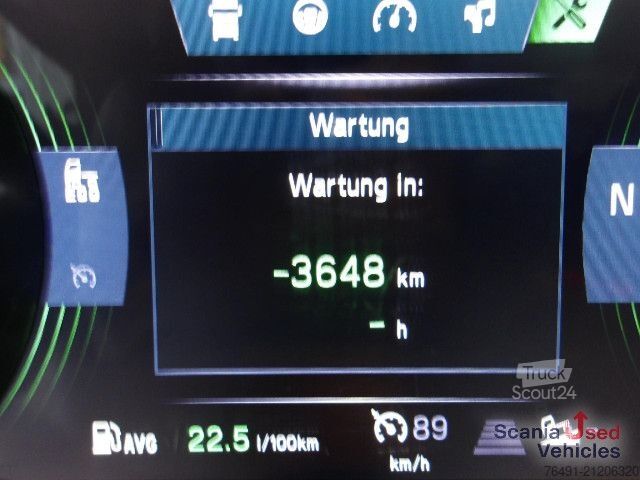 Wartung
Wartung in:
-3648 km
- h
N
AVG 22.5 l/100km
89
km/h
Truck
Scout24
Scania Used
Vehicles
76491-21206320